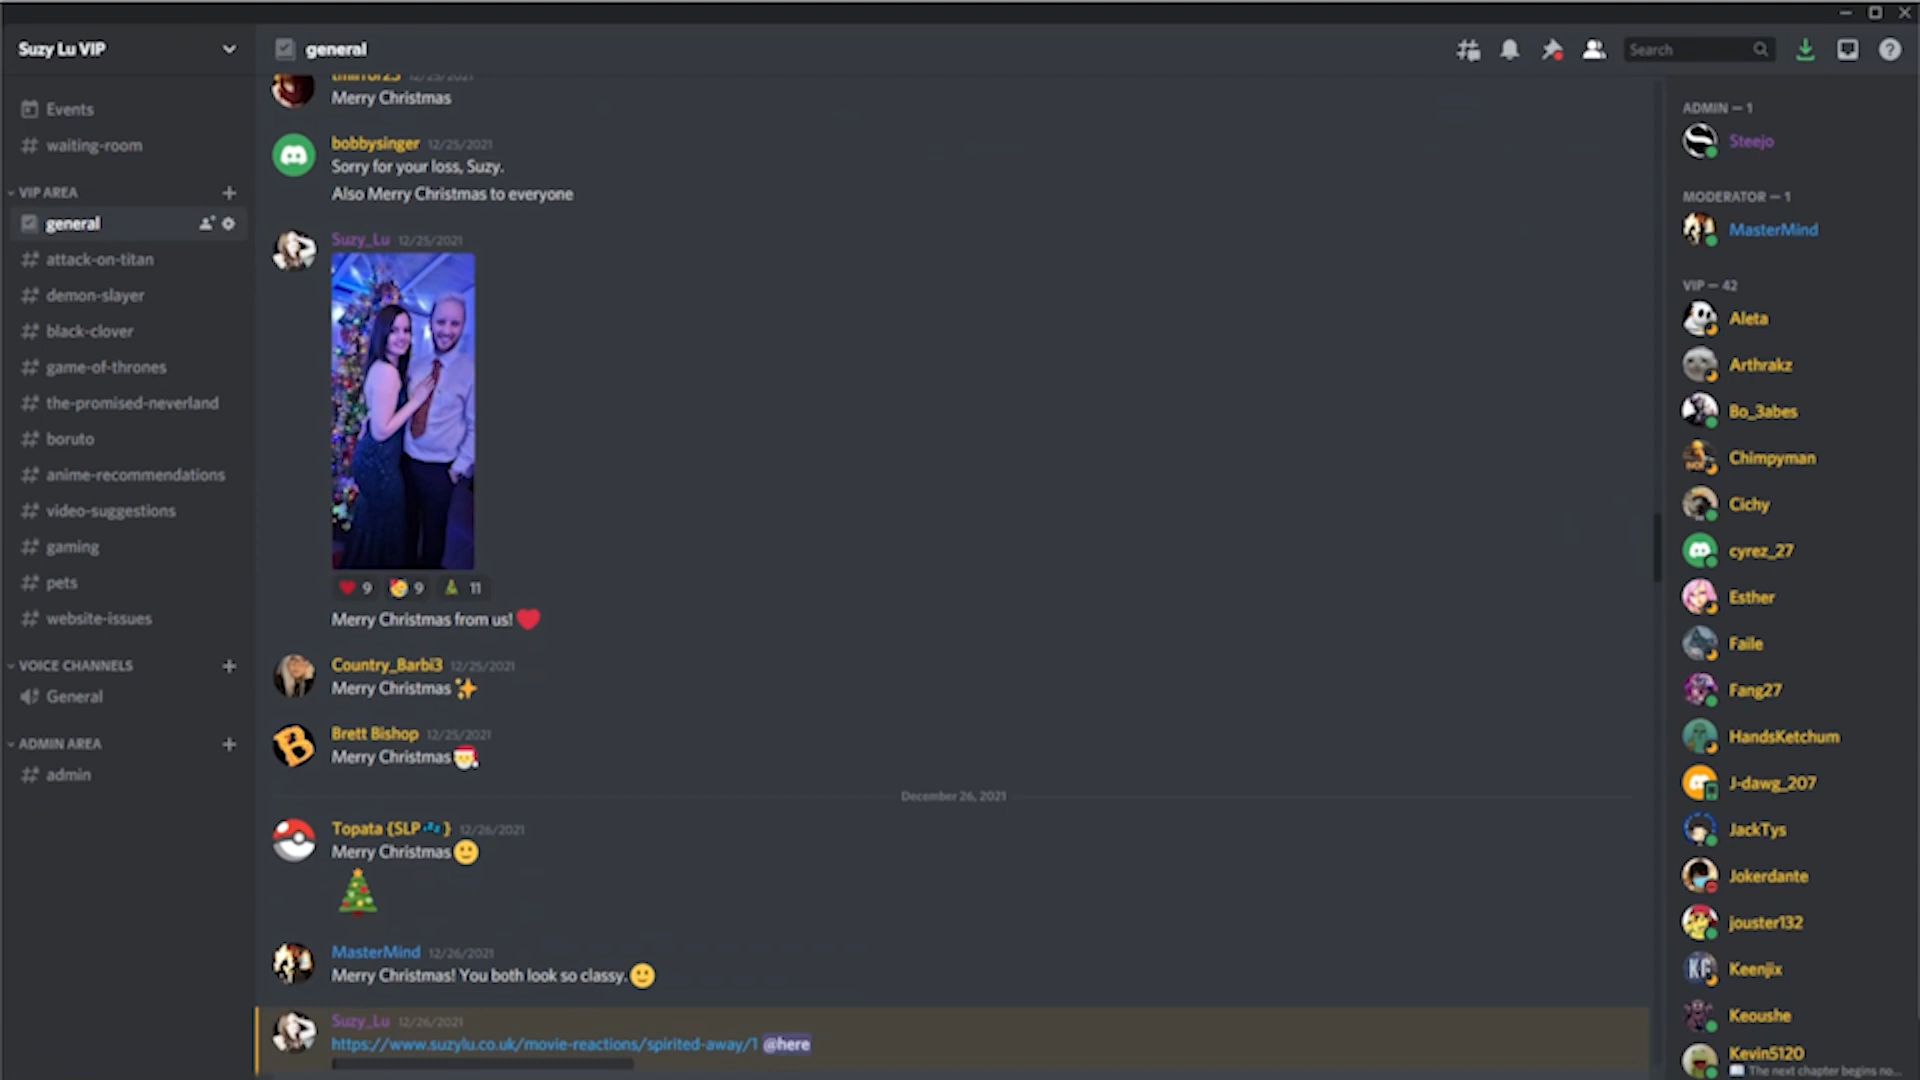 Suzy Lu VIP
general
Search
Events
waiting-room
VIP AREA
general
attack-on-titan
demon-slayer
black-clover
game-of-thrones
the-promised-neverland
boruto
anime-recommendations
video-suggestions
gaming
pets
website-issues
VOICE CHANNELS
General
ADMIN AREA
admin
12/25/2021
Merry Christmas
bobbysinger 12/25/2021
Sorry for your loss, Suzy.
Also Merry Christmas to everyone
Suzy_Lu 12/25/2021
9 9 11
Merry Christmas from us!
Country_Barbi3 12/25/2021
Merry Christmas
B
Brett Bishop 12/25/2021
Merry Christmas
December 26, 2021
Topata {SLP 💤 } 12/26/2021
Merry Christmas
MasterMind 12/26/2021
Merry Christmas! You both look so classy.
Suzy_Lu 12/26/2021
https://www.suzylu.co.uk/movie-reactions/spirited-away/1 @here
ADMIN — 1
Steejo
MODERATOR — 1
MasterMind
VIP — 42
Aleta
Arthrakz
Bo_3abes
Chimpyman
Cichy
cyrez_27
Esther
Faile
Fang27
HandsKetchum
J-dawg_207
JackTys
Jokerdante
jouster132
Keenjix
Keoushe
Kevin5120
The next chapter begins no...